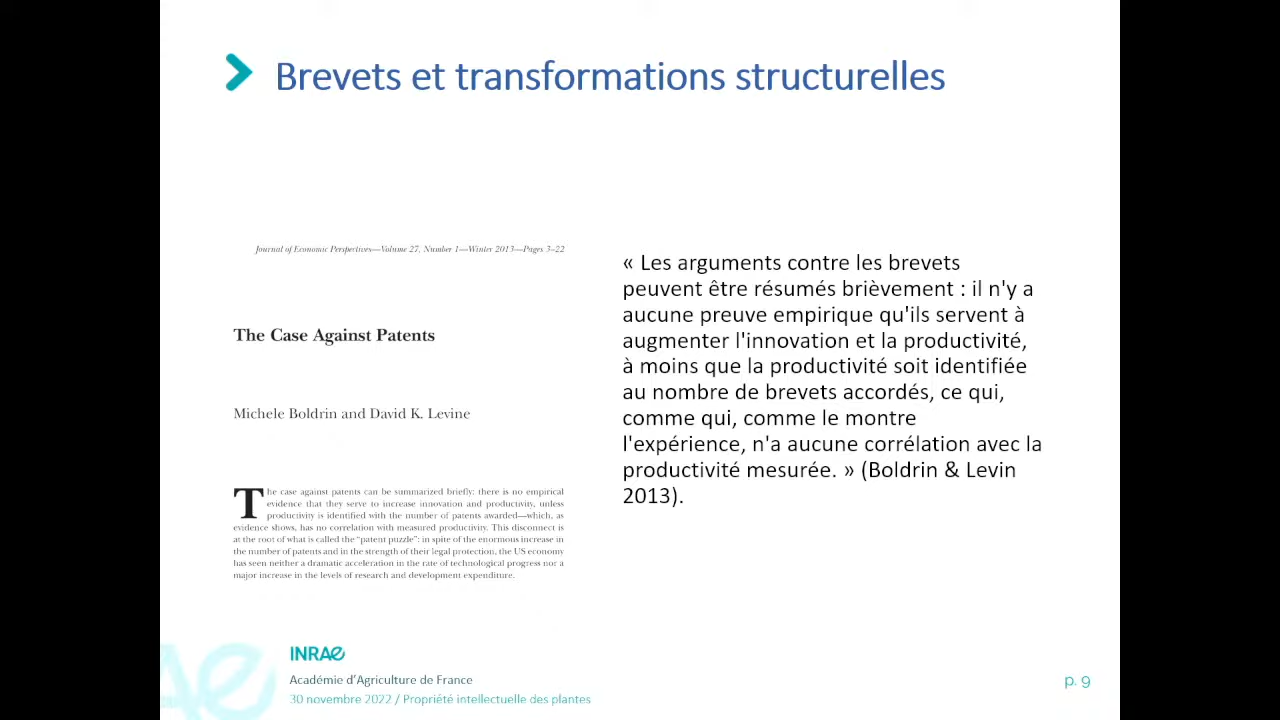 Brevets et transformations structurelles
Journal of Economic Perspectives—Volume 27, Number 1—Winter 2013—Pages 3–22
The Case Against Patents
Michele Boldrin and David K. Levine
The case against patents can be summarized briefly: there is no empirical
evidence that they serve to increase innovation and productivity, unless
productivity is identified with the number of patents awarded—which, as
evidence shows, has no correlation with measured productivity. This disconnect is
at the root of what is called the “patent puzzle”: in spite of the enormous increase in
the number of patents and in the strength of their legal protection, the US economy
has seen neither a dramatic acceleration in the rate of technological progress nor a
major increase in the levels of research and development expenditure.
« Les arguments contre les brevets
peuvent être résumés brièvement : il n'y a
aucune preuve empirique qu'ils servent à
augmenter l'innovation et la productivité,
à moins que la productivité soit identifiée
au nombre de brevets accordés, ce qui,
comme qui, comme le montre
l'expérience, n'a aucune corrélation avec la
productivité mesurée. » (Boldrin & Levin
2013).
INRAE
Académie d’Agriculture de France
30 novembre 2022 / Propriété intellectuelle des plantes
p. 9